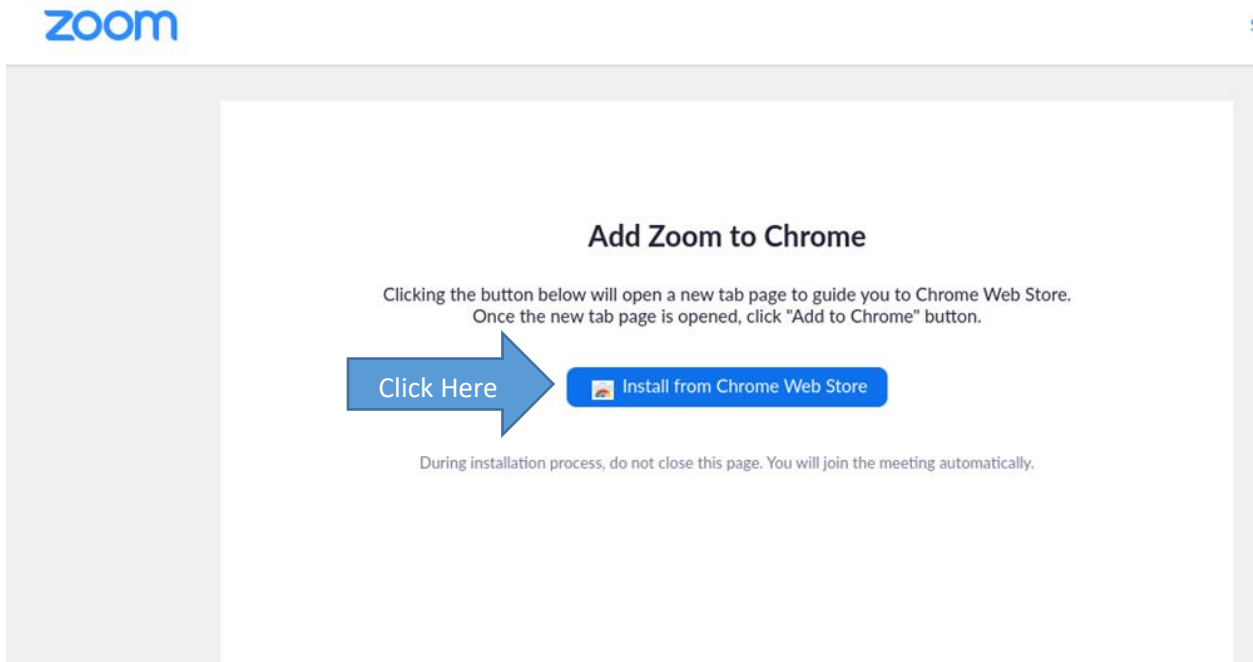 zoom
Add Zoom to Chrome
Clicking the button below will open a new tab page to guide you to Chrome Web Store.
Once the new tab page is opened, click "Add to Chrome" button.
Click Here
Install from Chrome Web Store
During installation process, do not close this page. You will join the meeting automatically.